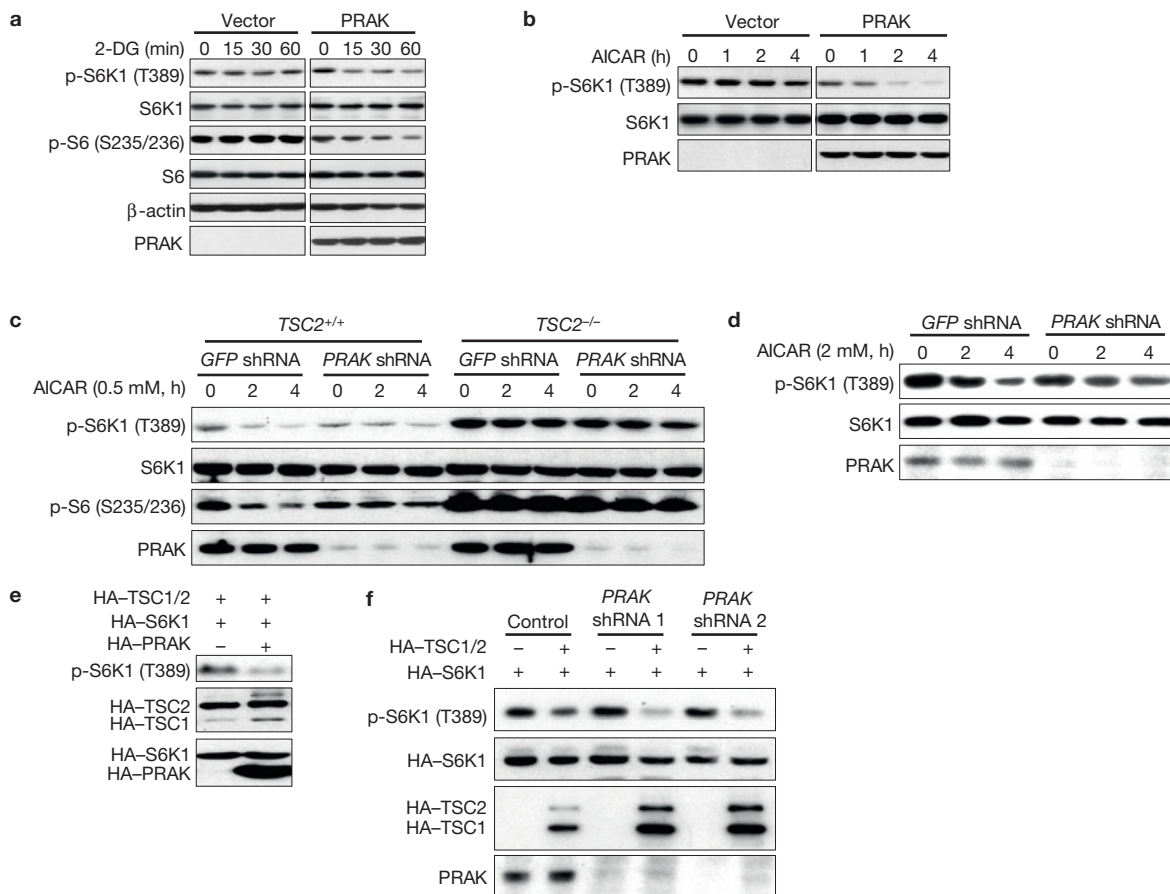 a
Vector PRAK
2-DG (min) 0 15 30 60 0 15 30 60
p-S6K1 (T389)
S6K1
p-S6 (S235/236)
S6
β-actin
PRAK
b
Vector PRAK
AICAR (h) 0 1 2 4 0 1 2 4
p-S6K1 (T389)
S6K1
PRAK
c
TSC2+/+ TSC2–/–
GFP shRNA PRAK shRNA GFP shRNA PRAK shRNA
AICAR (0.5 mM, h) 0 2 4 0 2 4 0 2 4 0 2 4
p-S6K1 (T389)
S6K1
p-S6 (S235/236)
PRAK
d
GFP shRNA PRAK shRNA
AICAR (2 mM, h) 0 2 4 0 2 4
p-S6K1 (T389)
S6K1
PRAK
e
HA–TSC1/2 + +
HA–S6K1 + +
HA–PRAK – +
p-S6K1 (T389)
HA–TSC2
HA–TSC1
HA–S6K1
HA–PRAK
f
PRAK PRAK
Control shRNA 1 shRNA 2
HA–TSC1/2 – + – + – +
HA–S6K1 + + + + + +
p-S6K1 (T389)
HA–S6K1
HA–TSC2
HA–TSC1
PRAK